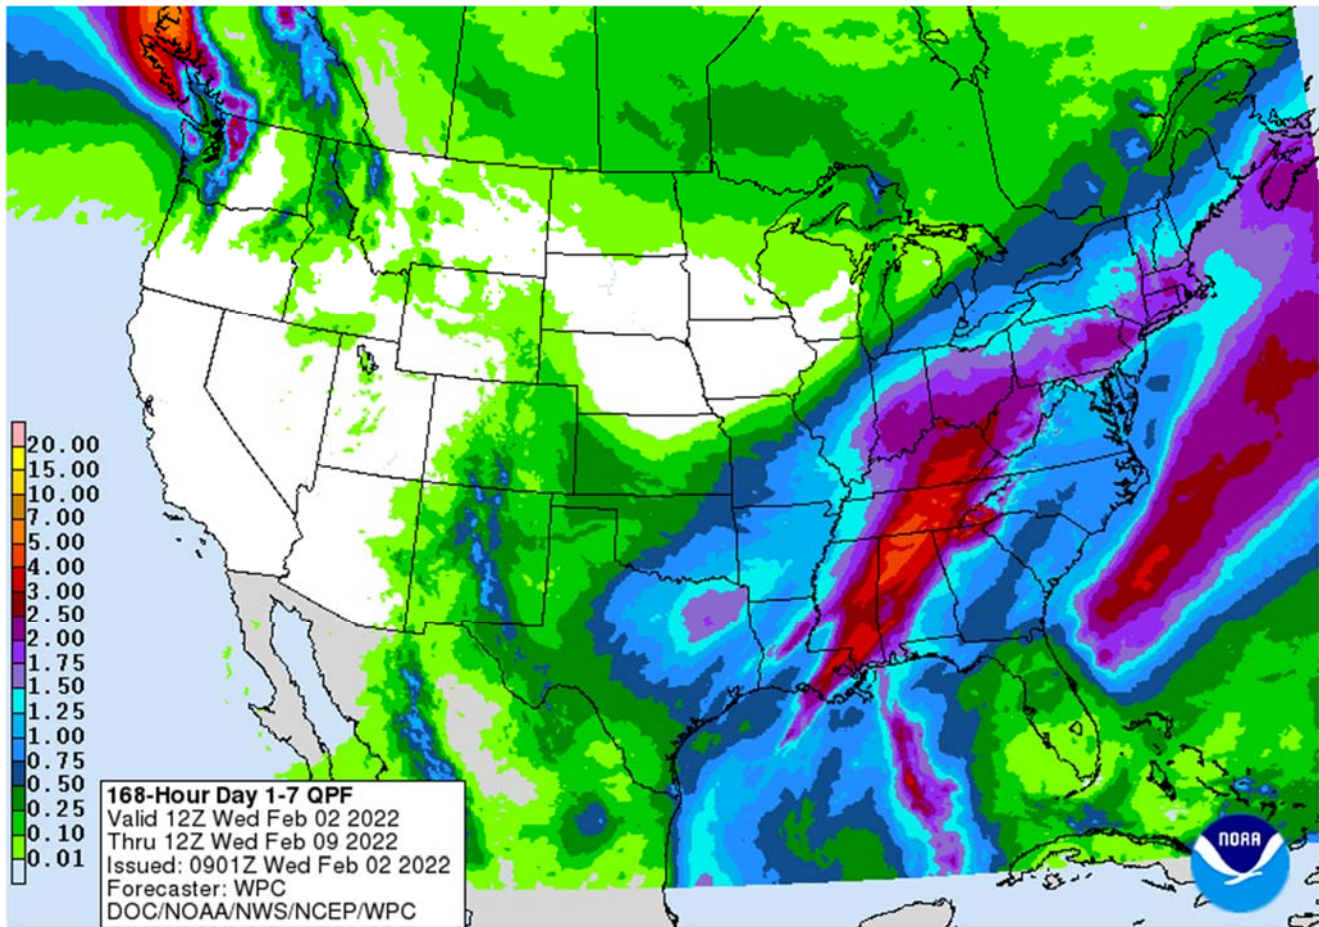 20.00
15.00
10.00
7.00
5.00
4.00
3.00
2.50
2.00
1.75
1.50
1.25
1.00
0.75
0.50
0.25
0.10
0.01
168-Hour Day 1-7 QPF
Valid 12Z Wed Feb 02 2022
Thru 12Z Wed Feb 09 2022
Issued: 0901Z Wed Feb 02 2022
Forecaster: WPC
DOC/NOAA/NWS/NCEP/WPC
NOAA